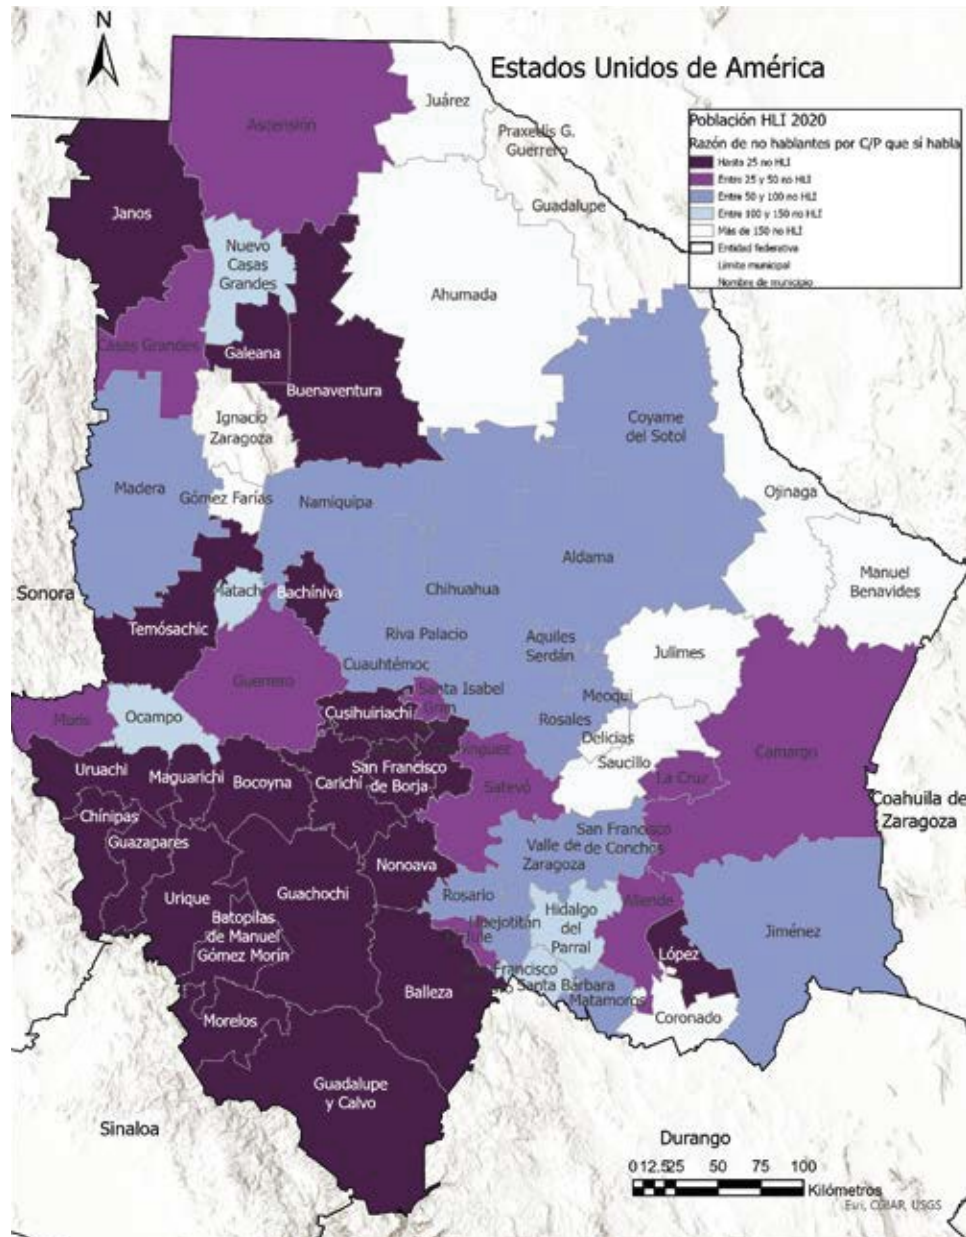 N
Estados Unidos de América
Población HLI 2020
Razón de no hablantes por C/P que sí habla
Hasta 25 no HLI
Entre 25 y 50 no HLI
Entre 50 y 100 no HLI
Entre 100 y 150 no HLI
Más de 150 no HLI
Entidad federativa
Límite municipal
Nombre de municipio
Juárez
Ascensión
Praxedis G.
Guerrero
Guadalupe
Janos
Nuevo
Casas
Grandes
Ahumada
Casas Grandes
Galeana
Buenaventura
Ignacio
Zaragoza
Coyame
del Sotol
Madera
Gómez Farías
Namiquipa
Ojinaga
Aldama
Manuel
Benavides
Sonora
Chihuahua
Matach
Bachíniva
Temósachic
Riva Palacio
Aquiles
Serdán
Julimes
Cuauhtémoc
Guerrero
Santa Isabel
Meoqui
Ocampo
Cusihuiriachi
Gran
Rosales
Delicias
Camargo
Uruachi
Maguarichi
Bocoyna
Carichí
San Francisco
de Borja
Saucillo
La Cruz
Satevó
Coahuila de
Zaragoza
Chínipas
Guazapares
San Francisco
de Conchos
Valle de
Zaragoza
Nonoava
Urique
Guachochi
Rosario
Allende
Batopilas
de Manuel
Gómez Morín
Huejotitán
Hidalgo
del
Parral
Jiménez
López
Balleza
Francisco
Santa Bárbara
Matamoros
Morelos
Coronado
Guadalupe
y Calvo
Sinaloa
Durango
0 12.5 25 50 75 100
Kilómetros
Esri, CGIAR, USGS